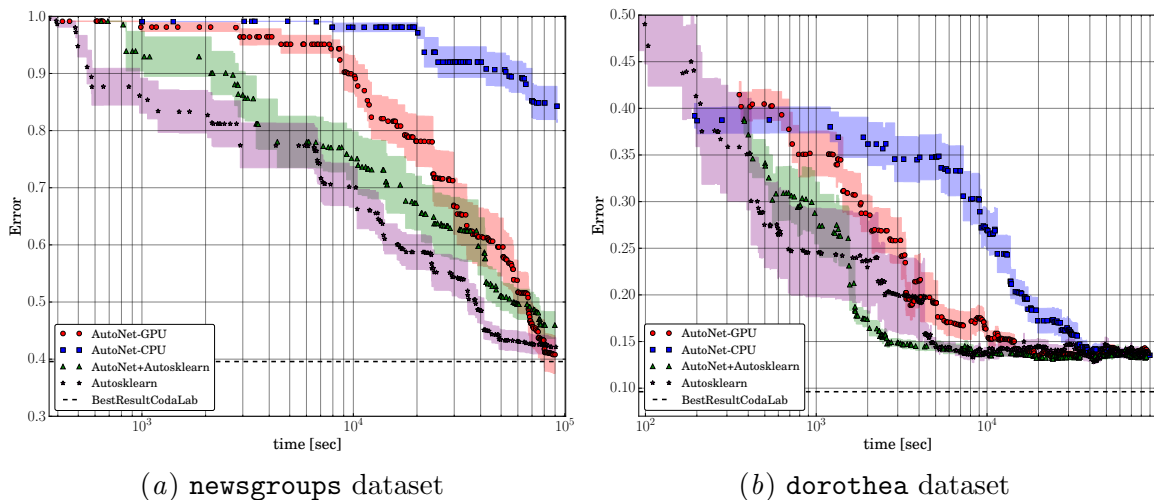 1.0
0.9
0.8
0.7
0.6
0.5
0.4
0.3
Error
10³
10⁴
10⁵
time [sec]
AutoNet-GPU
AutoNet-CPU
AutoNet+Autosklearn
Autosklearn
BestResultCodaLab
(a) newsgroups dataset
0.50
0.45
0.40
0.35
0.30
0.25
0.20
0.15
0.10
Error
10²
10³
10⁴
time [sec]
AutoNet-GPU
AutoNet-CPU
AutoNet+Autosklearn
Autosklearn
BestResultCodaLab
(b) dorothea dataset